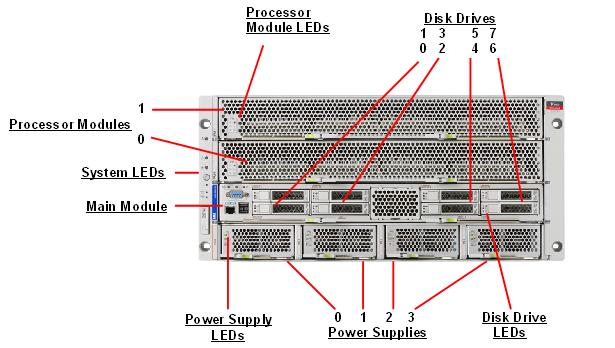 Processor
Module LEDs
Disk Drives
1 3 5 7
0 2 4 6
1
Processor Modules
0
System LEDs
Main Module
0 1 2 3
Power Supply
LEDs
Power Supplies
Disk Drive
LEDs